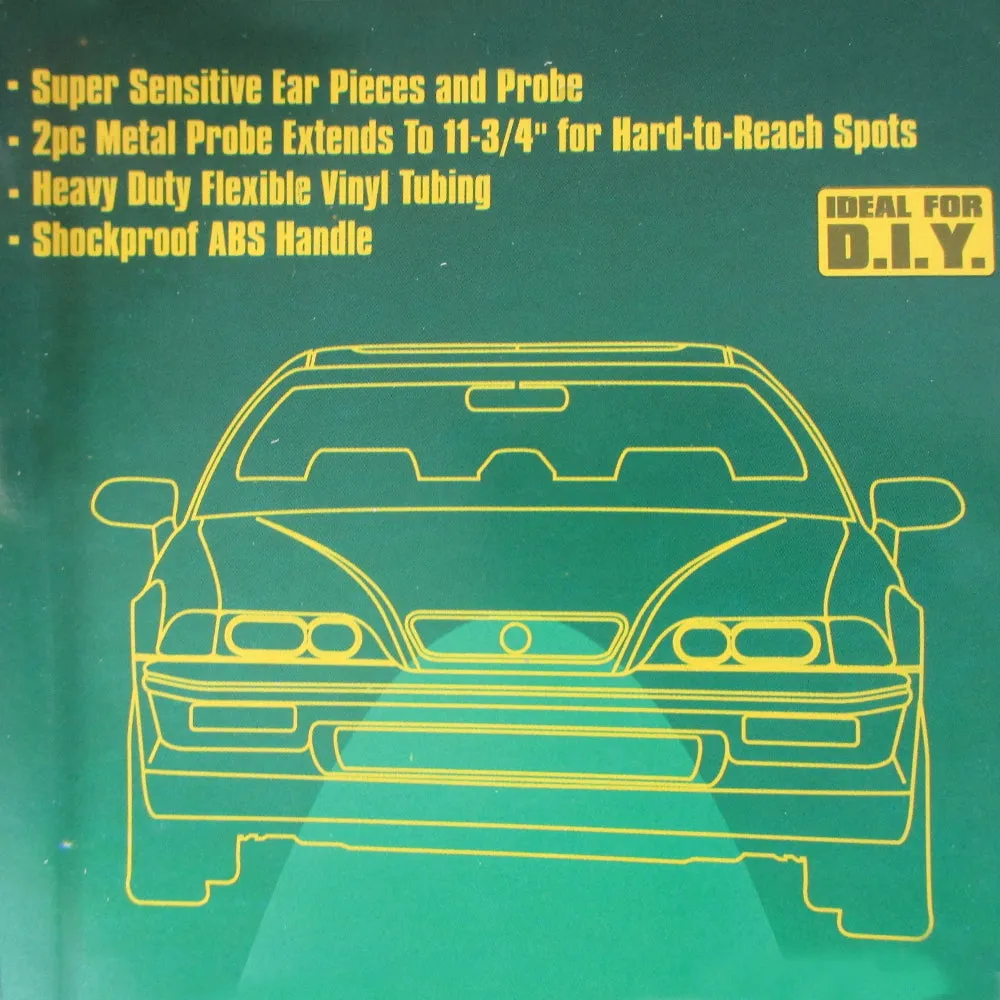 - Super Sensitive Ear Pieces and Probe
- 2pc Metal Probe Extends To 11-3/4" for Hard-to-Reach Spots
- Heavy Duty Flexible Vinyl Tubing
- Shockproof ABS Handle
IDEAL FOR
D.I.Y.